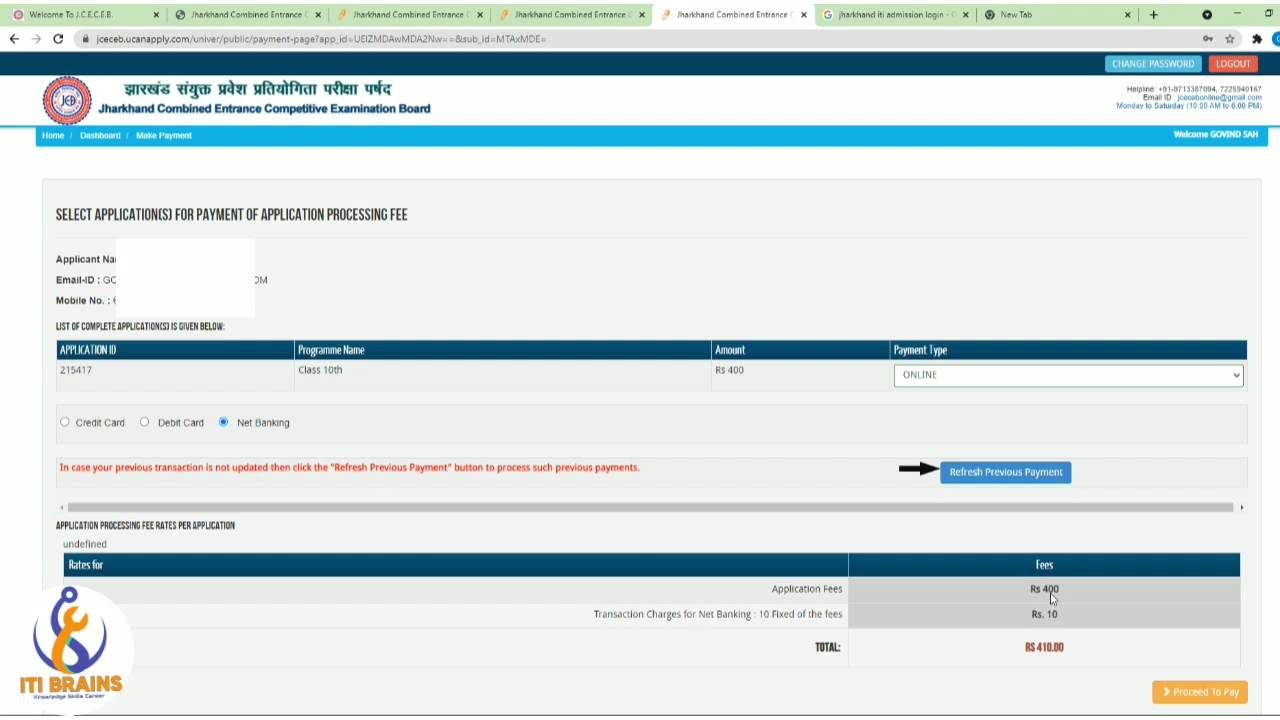 Welcome To J.C.E.C.E.B.
Jharkhand Combined Entrance C
Jharkhand Combined Entrance C
Jharkhand Combined Entrance C
Jharkhand Combined Entrance C
jharkhand iti admission login - G
New Tab
jceceb.ucanapply.com/univer/public/payment-page?app_id=UEIZMDAwMDA2Nw==&sub_id=MTAxMDE=
CHANGE PASSWORD
LOGOUT
झारखंड संयुक्त प्रवेश प्रतियोगिता परीक्षा पर्षद
Jharkhand Combined Entrance Competitive Examination Board
Helpline: +91-9713387094, 7225940167
Email ID : jcecebonline@gmail.com
Monday to Saturday (10:00 AM to 6:00 PM)
Home / Dashboard / Make Payment
Welcome GOVIND SAH
SELECT APPLICATION(S) FOR PAYMENT OF APPLICATION PROCESSING FEE
Applicant Na
Email-ID : GO OM
Mobile No. : 6
LIST OF COMPLETE APPLICATION(S) IS GIVEN BELOW:
APPLICATION ID Programme Name Amount Payment Type
215417 Class 10th Rs 400 ONLINE
Credit Card Debit Card Net Banking
In case your previous transaction is not updated then click the "Refresh Previous Payment" button to process such previous payments.
Refresh Previous Payment
APPLICATION PROCESSING FEE RATES PER APPLICATION
undefined
Rates for Fees
Application Fees Rs 400
Transaction Charges for Net Banking : 10 Fixed of the fees Rs. 10
TOTAL: RS 410.00
Proceed To Pay
ITI BRAINS
Knowledge Skills Career